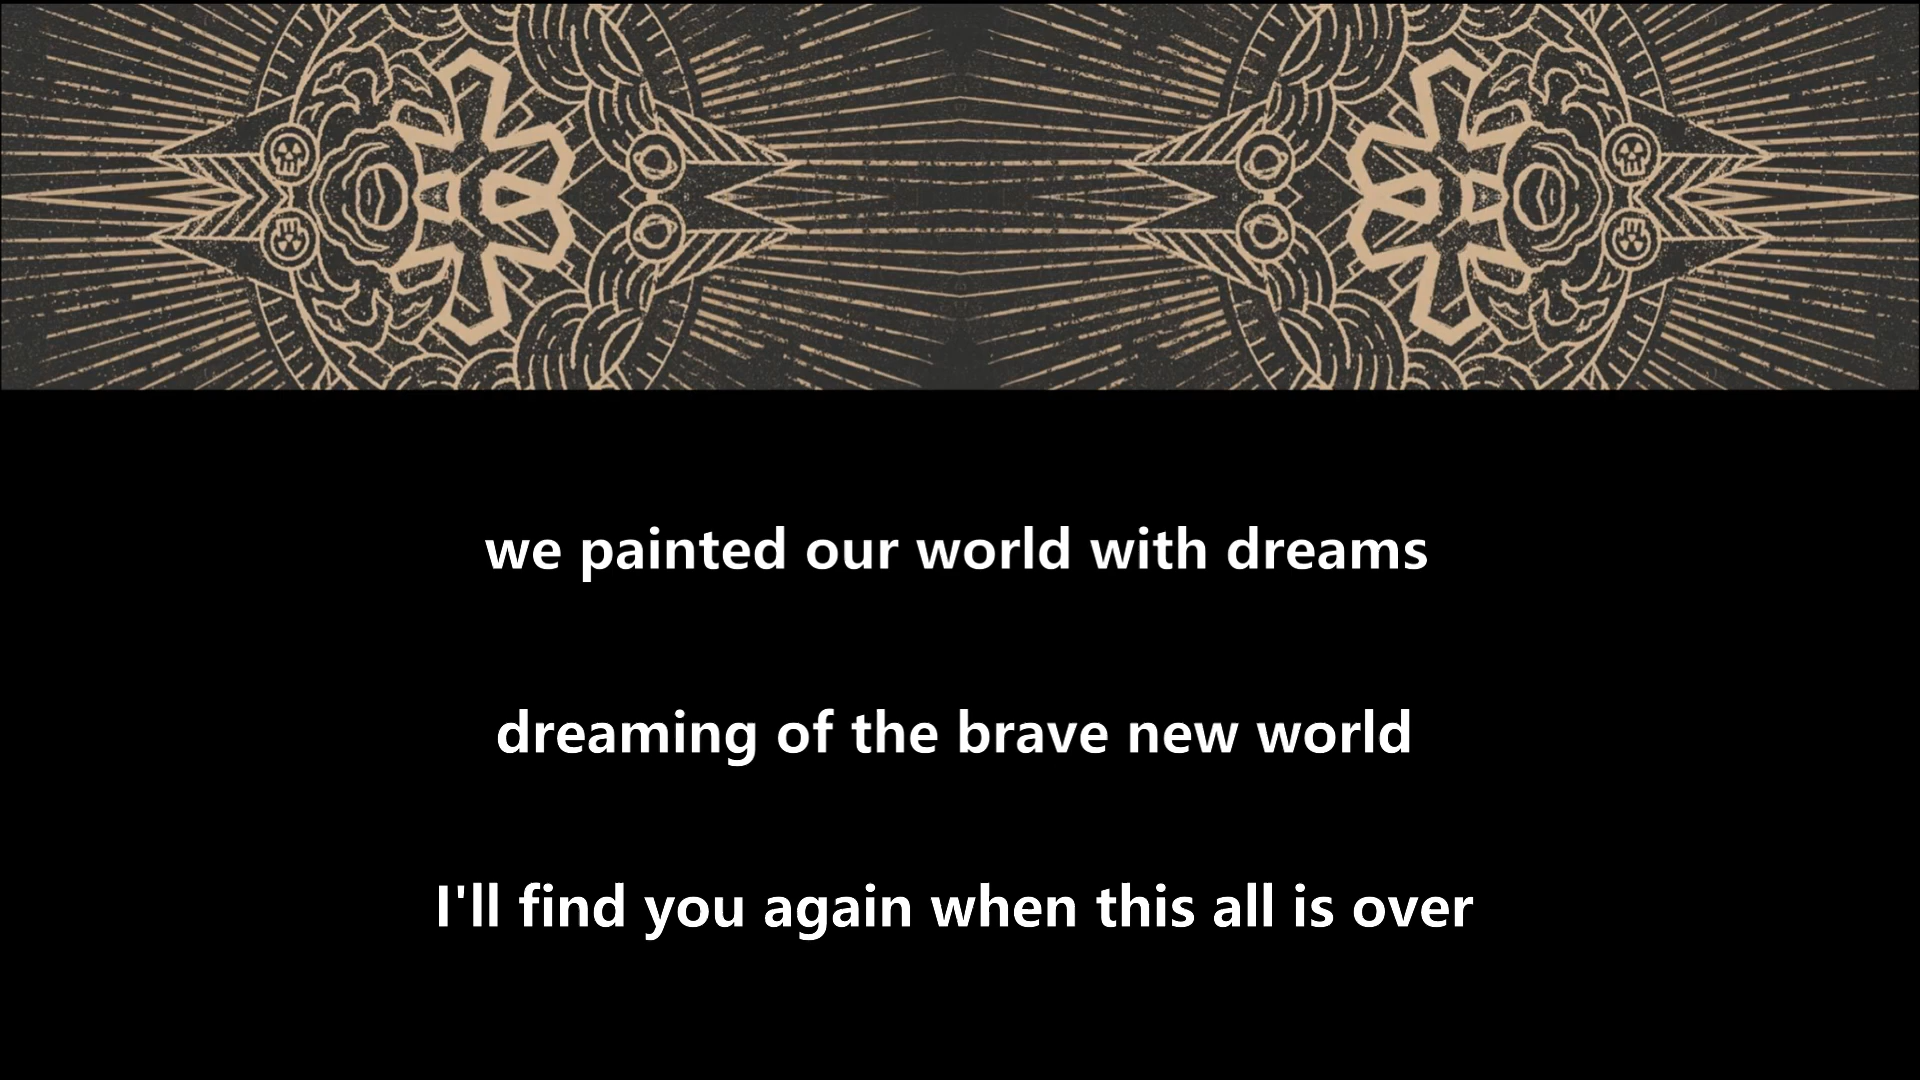 we painted our world with dreams
dreaming of the brave new world
I'll find you again when this all is over